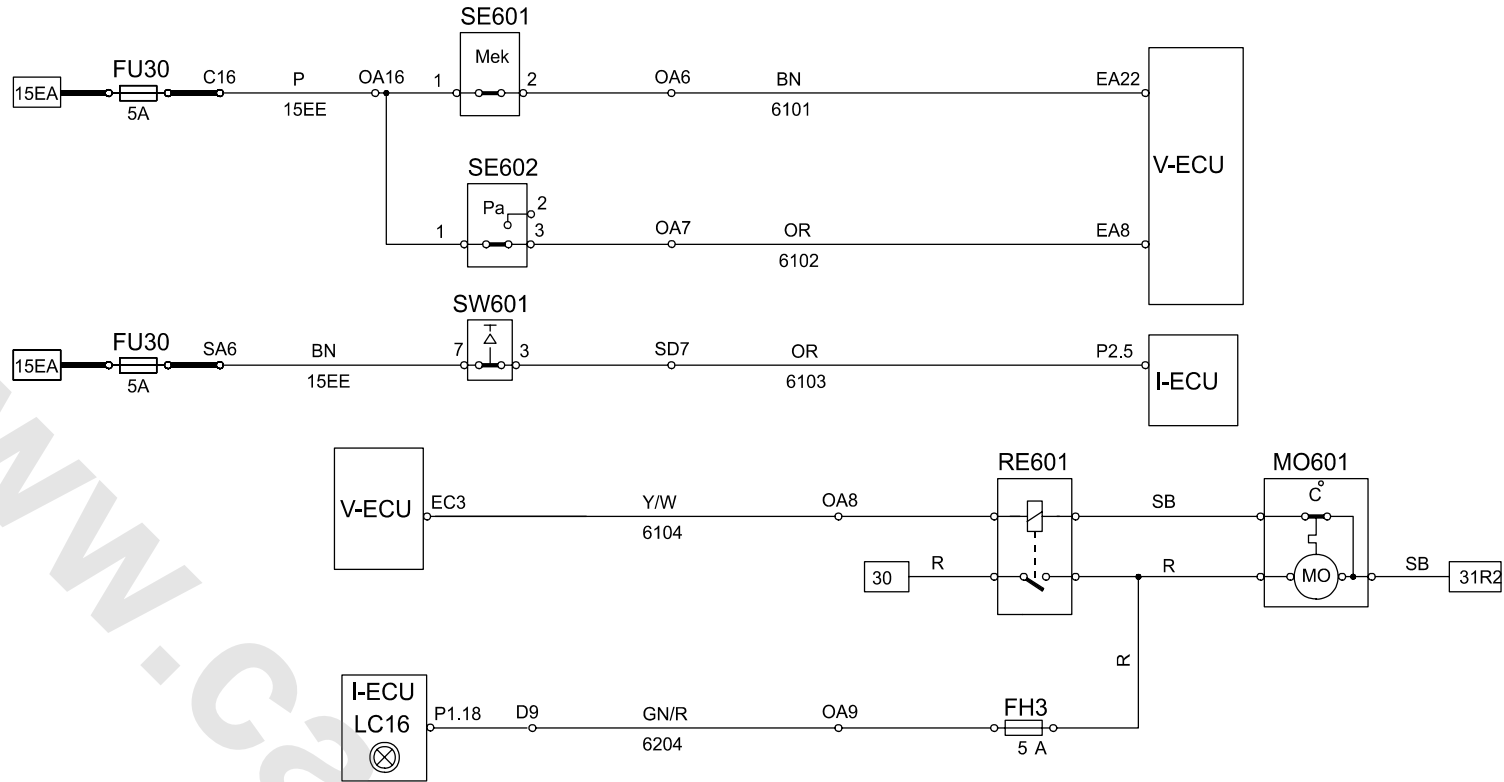 SE601
Mek
15EA
FU30
5A
C16
P
15EE
OA16
1
2
OA6
BN
6101
EA22
V-ECU
SE602
Pa
2
1
3
OA7
OR
6102
EA8
SW601
15EA
FU30
5A
SA6
BN
15EE
7
3
SD7
OR
6103
P2.5
I-ECU
V-ECU
EC3
Y/W
6104
OA8
RE601
SB
MO601
C°
30
R
R
MO
SB
31R2
R
I-ECU
LC16
P1.18
D9
GN/R
6204
OA9
FH3
5 A
www.ca